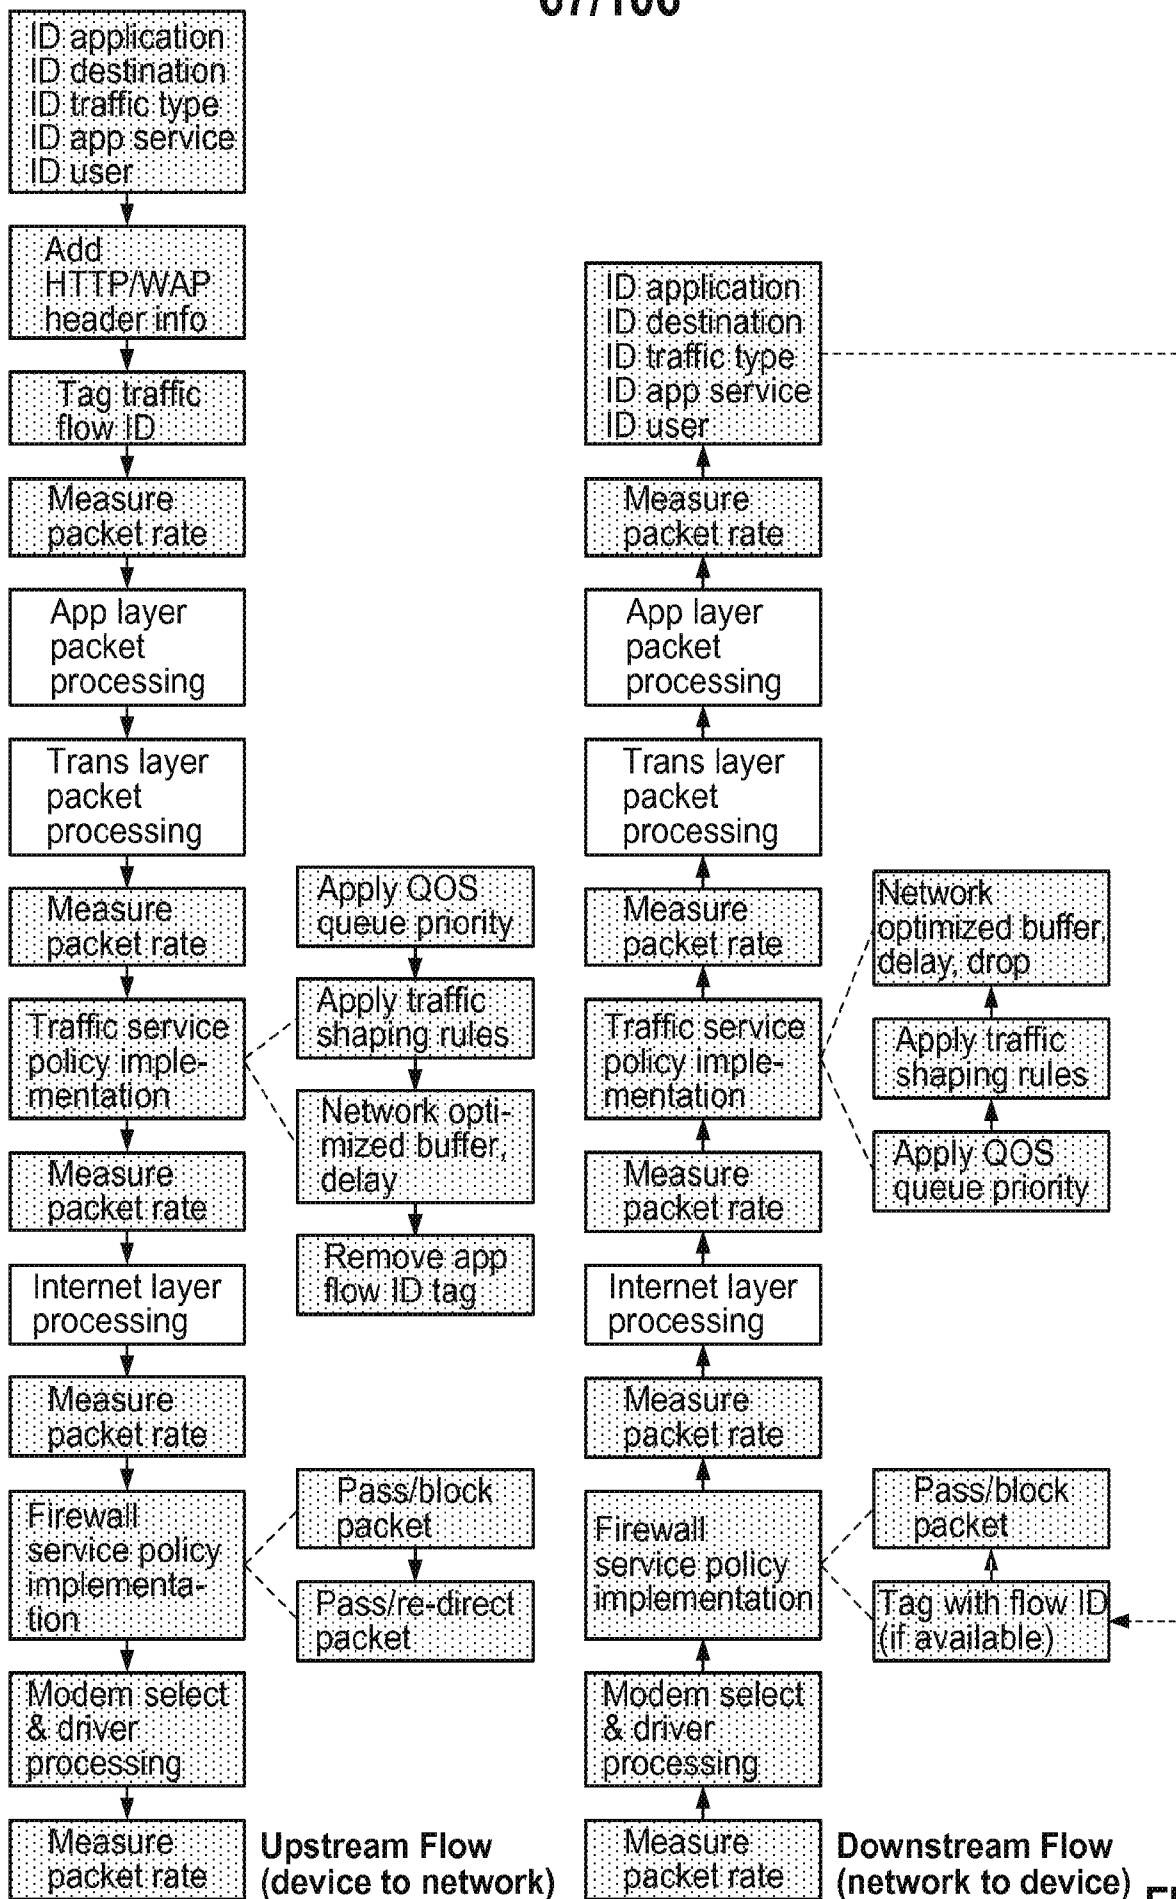 ID application
ID destination
ID traffic type
ID app service
ID user
Add
HTTP/WAP
header info
Tag traffic
flow ID
Measure
packet rate
App layer
packet
processing
Trans layer
packet
processing
Measure
packet rate
Traffic service
policy imple-
mentation
Measure
packet rate
Internet layer
processing
Measure
packet rate
Firewall
service policy
implementa-
tion
Modem select
& driver
processing
Measure
packet rate
Apply QOS
queue priority
Apply traffic
shaping rules
Network opti-
mized buffer,
delay
Remove app
flow ID tag
Pass/block
packet
Pass/re-direct
packet
Upstream Flow
(device to network)
ID application
ID destination
ID traffic type
ID app service
ID user
Measure
packet rate
App layer
packet
processing
Trans layer
packet
processing
Measure
packet rate
Traffic service
policy imple-
mentation
Measure
packet rate
Internet layer
processing
Measure
packet rate
Firewall
service policy
implementation
Modem select
& driver
processing
Measure
packet rate
Network
optimized buffer,
delay, drop
Apply traffic
shaping rules
Apply QOS
queue priority
Pass/block
packet
Tag with flow ID
(if available)
Downstream Flow
(network to device)